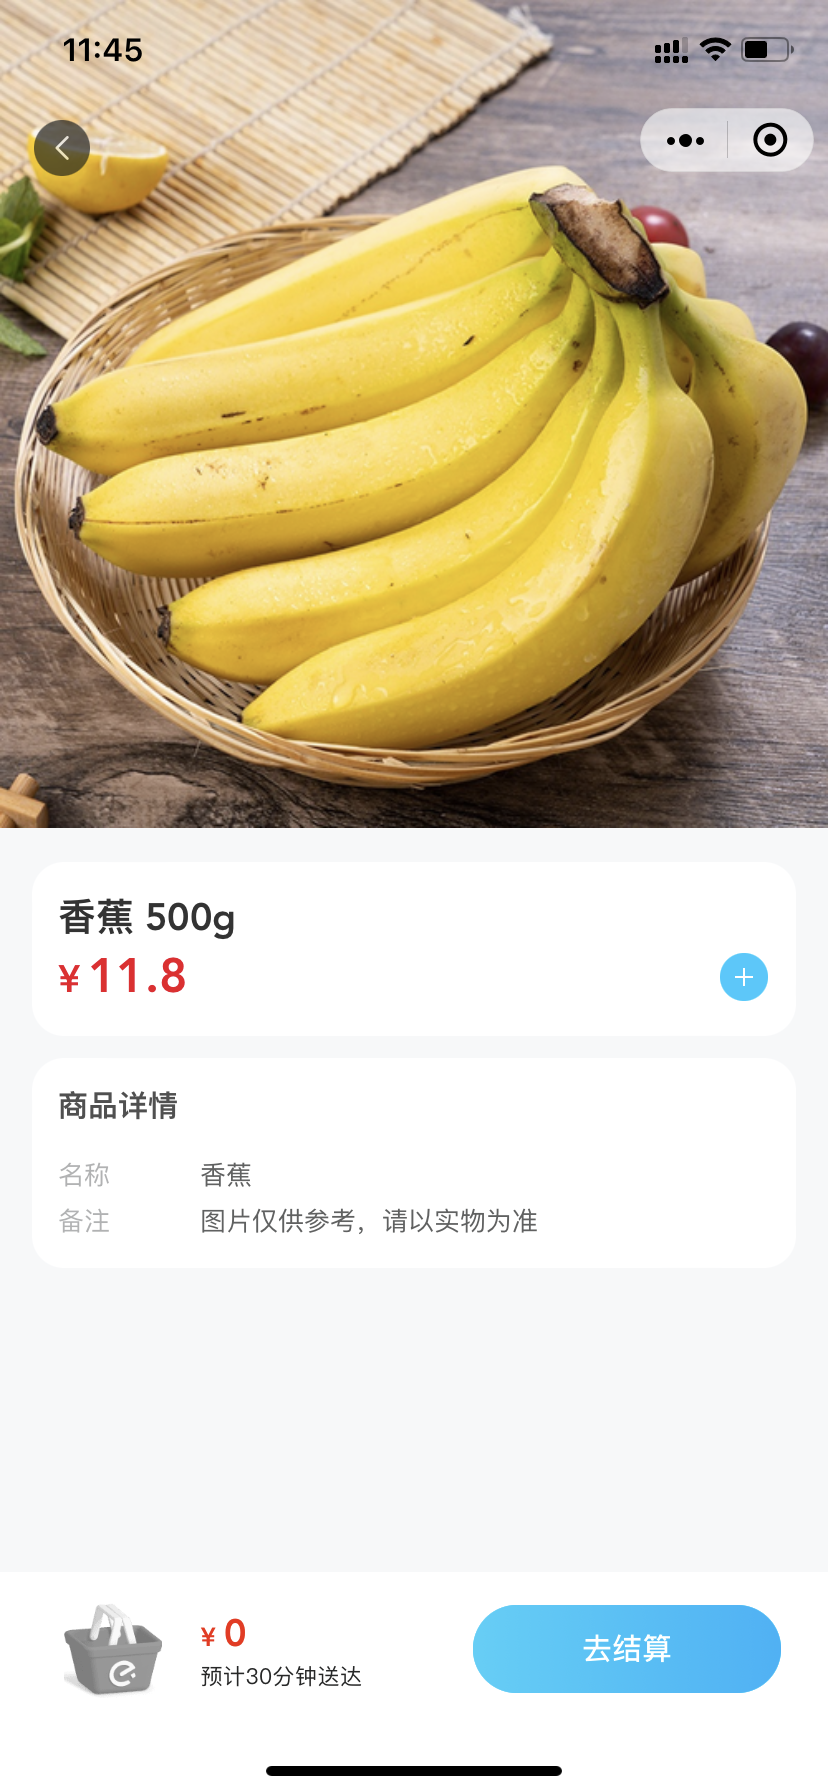 11:45
香蕉 500g
¥ 11.8
商品详情
名称 香蕉
备注 图片仅供参考，请以实物为准
¥ 0
预计30分钟送达
去结算